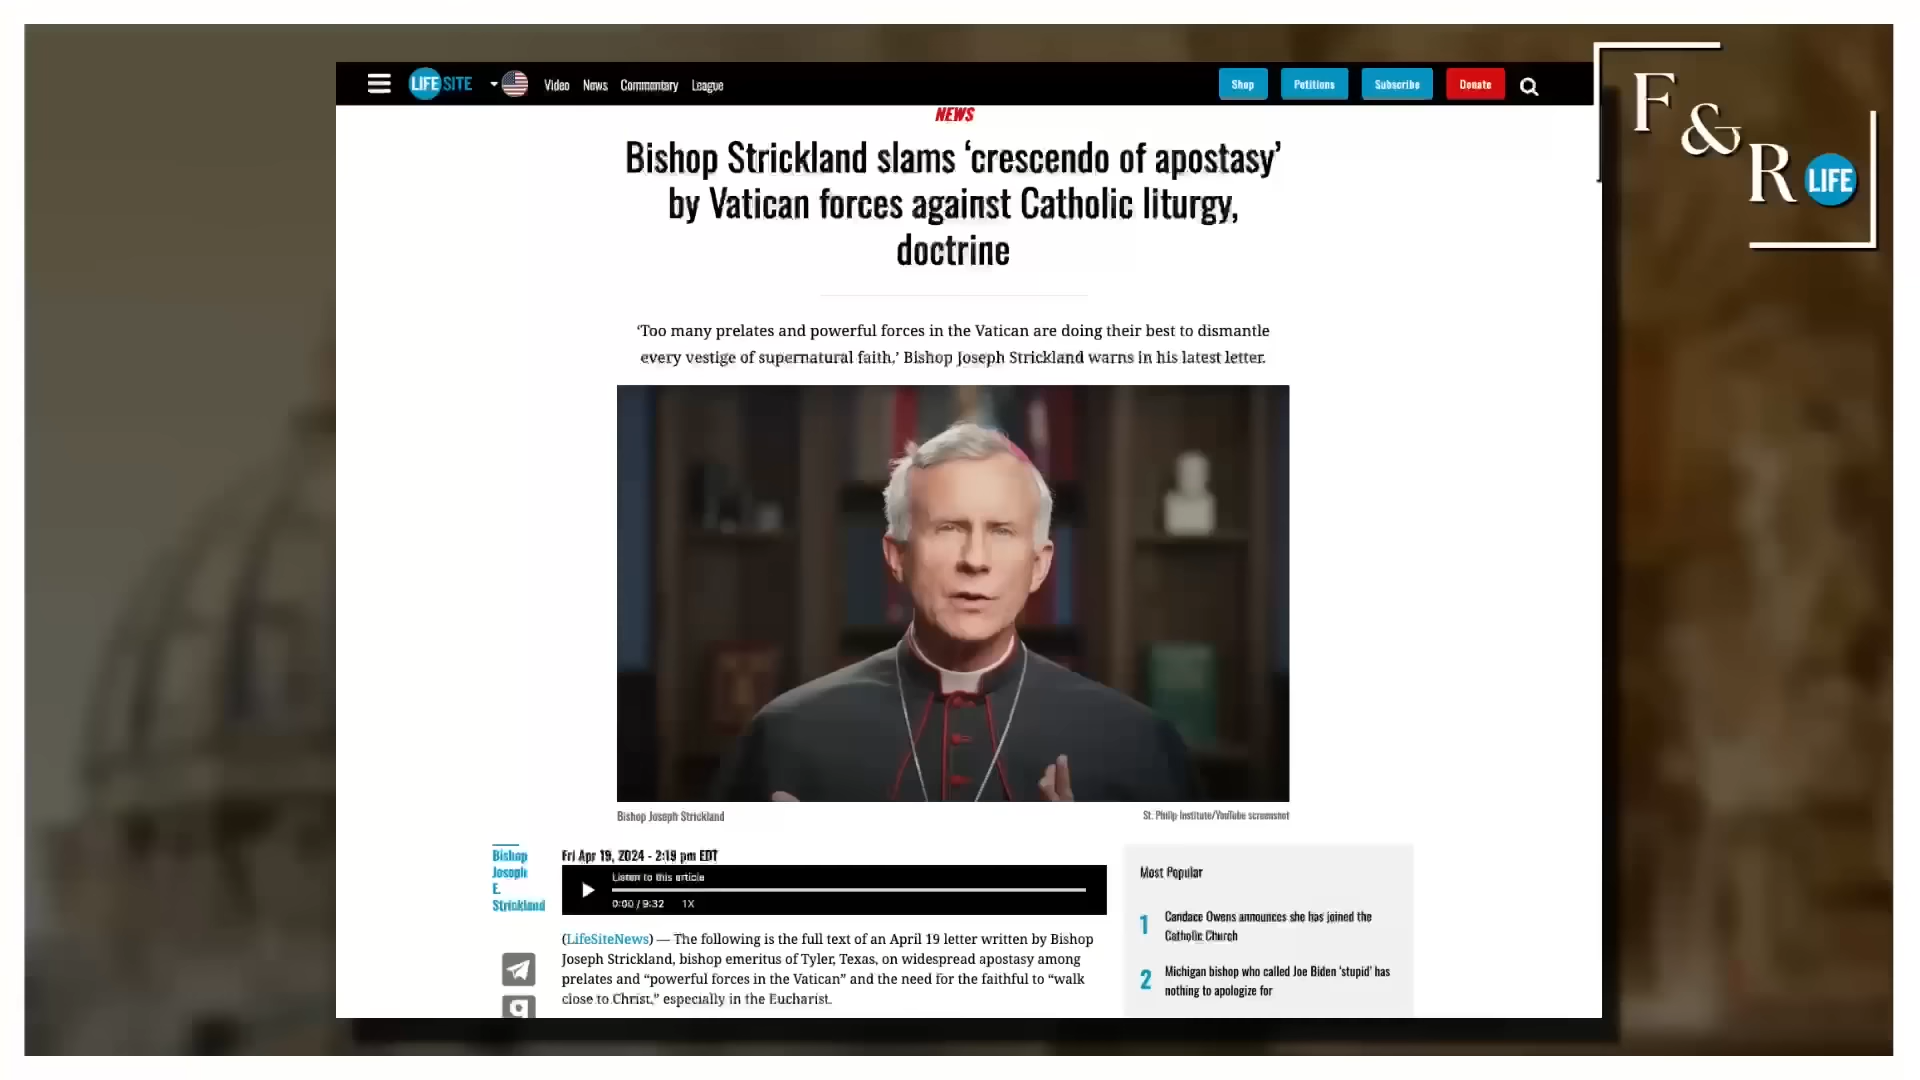 LIFE SITE
Video News Commentary League
Shop Petitions Subscribe Donate
F & R LIFE
NEWS
Bishop Strickland slams ‘crescendo of apostasy’
by Vatican forces against Catholic liturgy,
doctrine
‘Too many prelates and powerful forces in the Vatican are doing their best to dismantle
every vestige of supernatural faith,’ Bishop Joseph Strickland warns in his latest letter.
Bishop Joseph Strickland
St. Philip Institute/YouTube screenshot
Bishop
Joseph
E.
Strickland
Fri Apr 19, 2024 - 2:19 pm EDT
Listen to this article
0:00 / 9:32 1X
(LifeSiteNews) — The following is the full text of an April 19 letter written by Bishop
Joseph Strickland, bishop emeritus of Tyler, Texas, on widespread apostasy among
prelates and “powerful forces in the Vatican” and the need for the faithful to “walk
close to Christ,” especially in the Eucharist.
Most Popular
1 Candace Owens announces she has joined the
Catholic Church
2 Michigan bishop who called Joe Biden ‘stupid’ has
nothing to apologize for